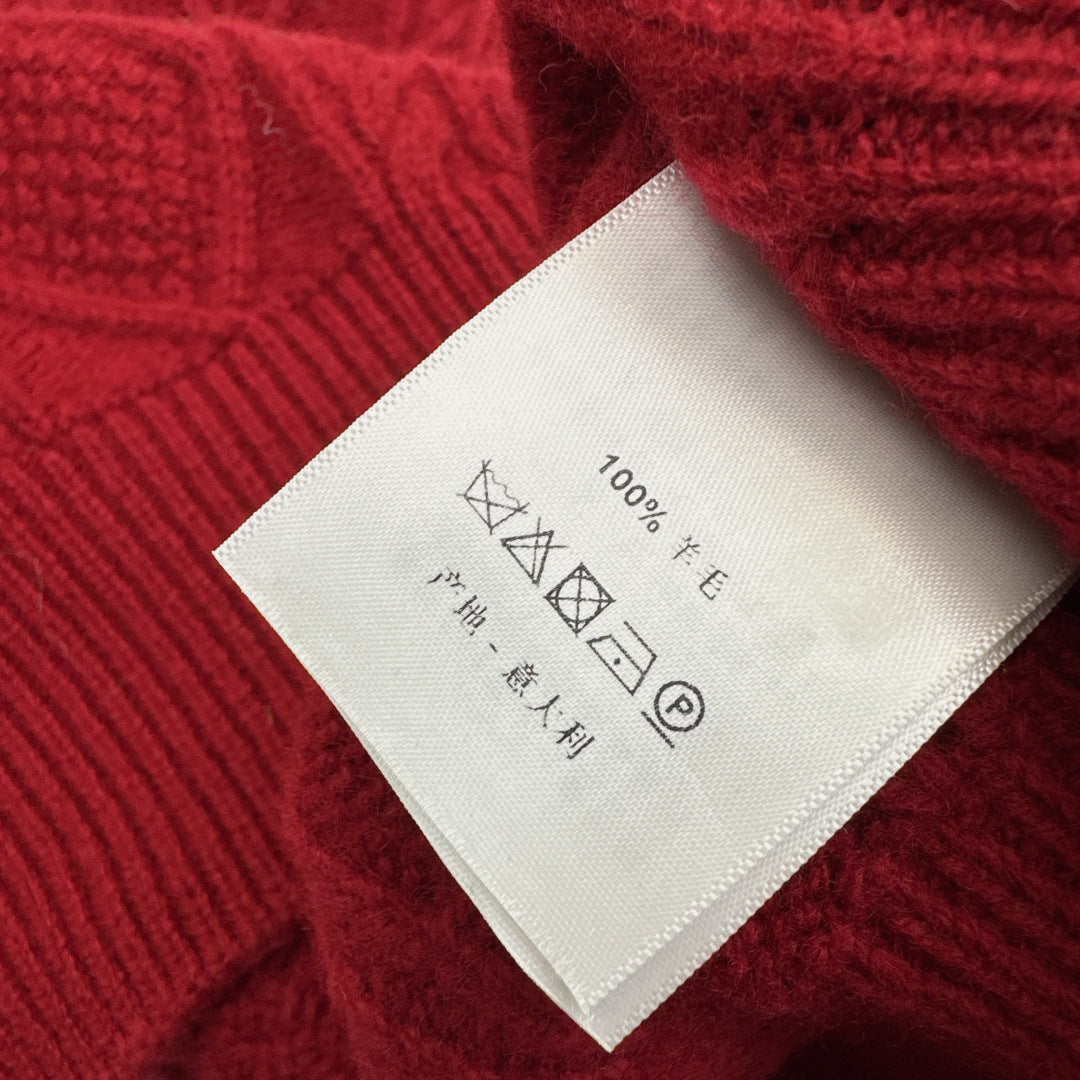 100% 羊毛
P
产地 - 意大利